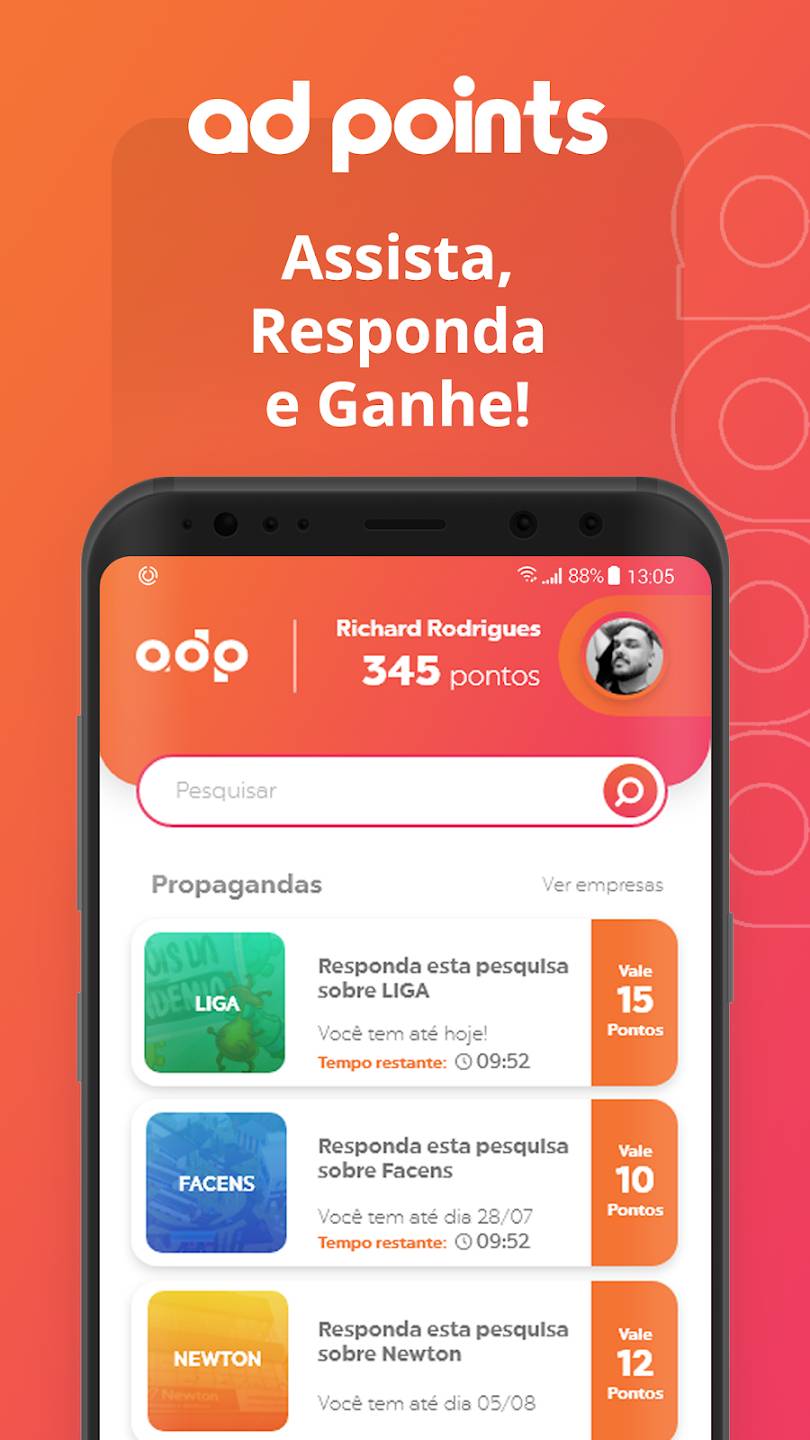 ad points
Assista,
Responda
e Ganhe!
88% 13:05
adp
Richard Rodrigues
345 pontos
Pesquisar
Propagandas
Ver empresas
LIGA
Responda esta pesquisa
sobre LIGA
Você tem até hoje!
Tempo restante: 09:52
Vale
15
Pontos
FACENS
Responda esta pesquisa
sobre Facens
Você tem até dia 28/07
Tempo restante: 09:52
Vale
10
Pontos
NEWTON
Newton
Responda esta pesquisa
sobre Newton
Você tem até dia 05/08
Vale
12
Pontos